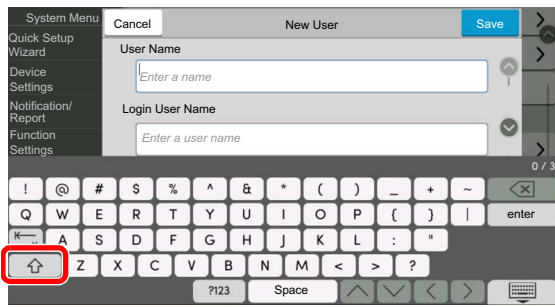 System Menu
Cancel
New User
Save
Quick Setup
Wizard
User Name
Device
Settings
Enter a name
Notification/
Report
Login User Name
Function
Settings
Enter a user name
0 / 3
! @ # $ % ^ & * ( ) _ + ~
Q W E R T Y U I O P { } | enter
A S D F G H J K L : "
Z X C V B N M < > ?
?123 Space